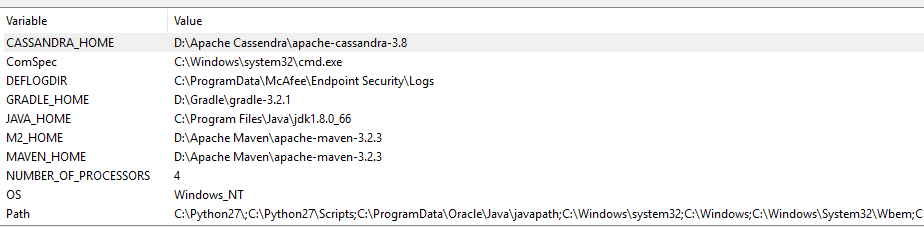 Variable Value
CASSANDRA_HOME D:\Apache Cassendra\apache-cassandra-3.8
ComSpec C:\Windows\system32\cmd.exe
DEFLOGDIR C:\ProgramData\McAfee\Endpoint Security\Logs
GRADLE_HOME D:\Gradle\gradle-3.2.1
JAVA_HOME C:\Program Files\Java\jdk1.8.0_66
M2_HOME D:\Apache Maven\apache-maven-3.2.3
MAVEN_HOME D:\Apache Maven\apache-maven-3.2.3
NUMBER_OF_PROCESSORS 4
OS Windows_NT
Path C:\Python27\;C:\Python27\Scripts;C:\ProgramData\Oracle\Java\javapath;C:\Windows\system32;C:\Windows;C:\Windows\System32\Wbem;C